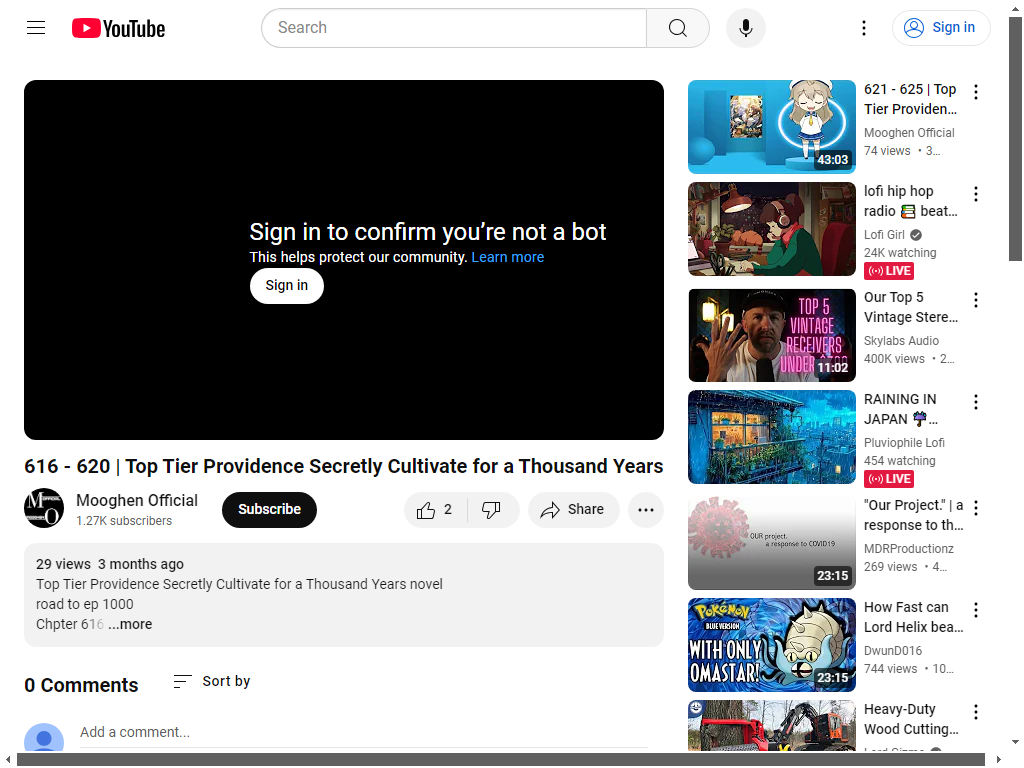 YouTube
Search
Sign in
Sign in to confirm you’re not a bot
This helps protect our community. Learn more
Sign in
616 - 620 | Top Tier Providence Secretly Cultivate for a Thousand Years
Mooghen Official
1.27K subscribers
Subscribe
2
Share
29 views 3 months ago
Top Tier Providence Secretly Cultivate for a Thousand Years novel
road to ep 1000
Chpter 616 ...more
0 Comments
Sort by
Add a comment...
43:03
621 - 625 | Top
Tier Providen...
Mooghen Official
74 views • 3...
lofi hip hop
radio 📚 beat...
Lofi Girl
24K watching
LIVE
TOP 5
VINTAGE
RECEIVERS
UNDER
11:02
Our Top 5
Vintage Stere...
Skylabs Audio
400K views • 2...
RAINING IN
JAPAN ☔...
Pluviophile Lofi
454 watching
LIVE
OUR project.
a response to COVID19
23:15
"Our Project." | a
response to th...
MDRProductionz
269 views • 4...
POKéMON
BLUE VERSION
WITH ONLY
OMASTAR!
23:15
How Fast can
Lord Helix bea...
DwunD016
744 views • 10...
Heavy-Duty
Wood Cutting...